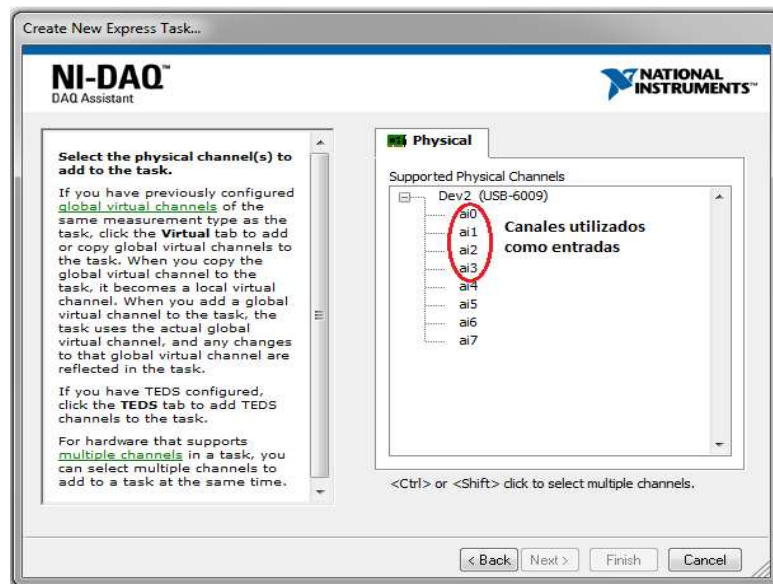 Create New Express Task...
NI-DAQ™
DAQ Assistant
NATIONAL
INSTRUMENTS™
Select the physical channel(s) to
add to the task.
If you have previously configured
global virtual channels of the
same measurement type as the
task, click the Virtual tab to add
or copy global virtual channels to
the task. When you copy the
global virtual channel to the
task, it becomes a local virtual
channel. When you add a global
virtual channel to the task, the
task uses the actual global
virtual channel, and any changes
to that global virtual channel are
reflected in the task.
If you have TEDS configured,
click the TEDS tab to add TEDS
channels to the task.
For hardware that supports
multiple channels in a task, you
can select multiple channels to
add to a task at the same time.
Physical
Supported Physical Channels
Dev2 (USB-6009)
ai0
ai1
ai2
ai3
ai4
ai5
ai6
ai7
Canales utilizados
como entradas
<Ctrl> or <Shift> click to select multiple channels.
< Back
Next >
Finish
Cancel